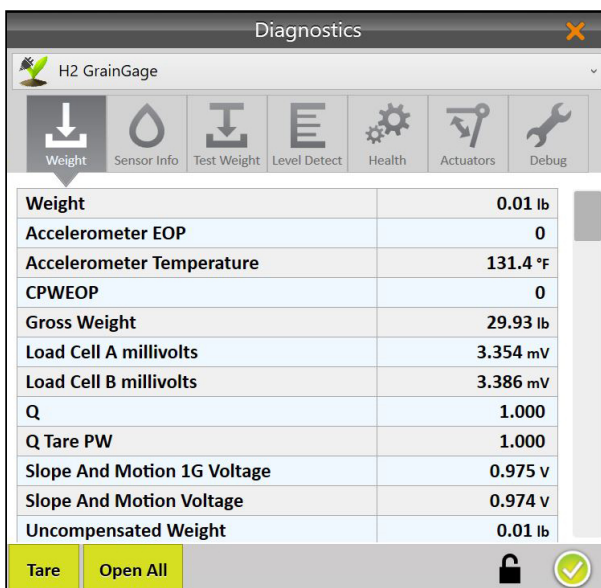 Diagnostics
H2 GrainGage
Weight Sensor Info Test Weight Level Detect Health Actuators Debug
Weight 0.01 lb
Accelerometer EOP 0
Accelerometer Temperature 131.4 °F
CPWEOP 0
Gross Weight 29.93 lb
Load Cell A millivolts 3.354 mV
Load Cell B millivolts 3.386 mV
Q 1.000
Q Tare PW 1.000
Slope And Motion 1G Voltage 0.975 V
Slope And Motion Voltage 0.974 V
Uncompensated Weight 0.01 lb
Tare Open All